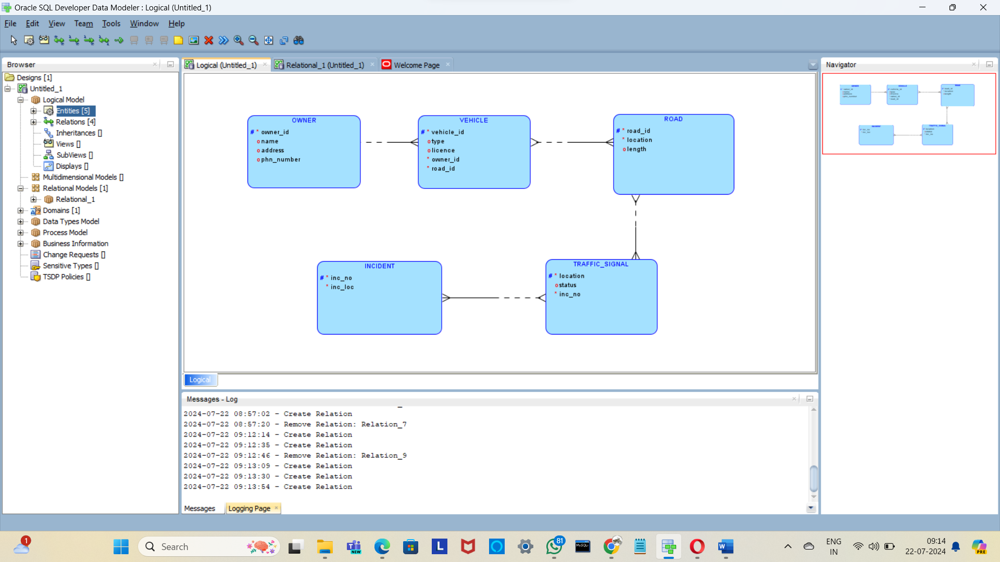 Oracle SQL Developer Data Modeler : Logical (Untitled_1)
File Edit View Team Tools Window Help
Browser
Designs [1]
Untitled_1
Logical Model
Entities [5]
Relations [4]
Inheritances []
Views []
SubViews []
Displays []
Multidimensional Models []
Relational Models [1]
Relational_1
Domains [1]
Data Types Model
Process Model
Business Information
Change Requests []
Sensitive Types []
TSDP Policies []
Logical (Untitled_1) Relational_1 (Untitled_1) Welcome Page
OWNER
# * owner_id
o name
o address
o phn_number
VEHICLE
# * vehicle_id
o type
o licence
* owner_id
* road_id
ROAD
# * road_id
* location
o length
INCIDENT
# * inc_no
* inc_loc
TRAFFIC_SIGNAL
# * location
o status
* inc_no
Logical
Navigator
Messages - Log
2024-07-22 08:57:02 - Create Relation
2024-07-22 08:57:20 - Remove Relation: Relation_7
2024-07-22 09:12:14 - Create Relation
2024-07-22 09:12:35 - Create Relation
2024-07-22 09:12:46 - Remove Relation: Relation_9
2024-07-22 09:13:09 - Create Relation
2024-07-22 09:13:30 - Create Relation
2024-07-22 09:13:54 - Create Relation
Messages Logging Page
1
Search
NEW
L
81
MySQL
W
ENG
IN
09:14
22-07-2024
PRE